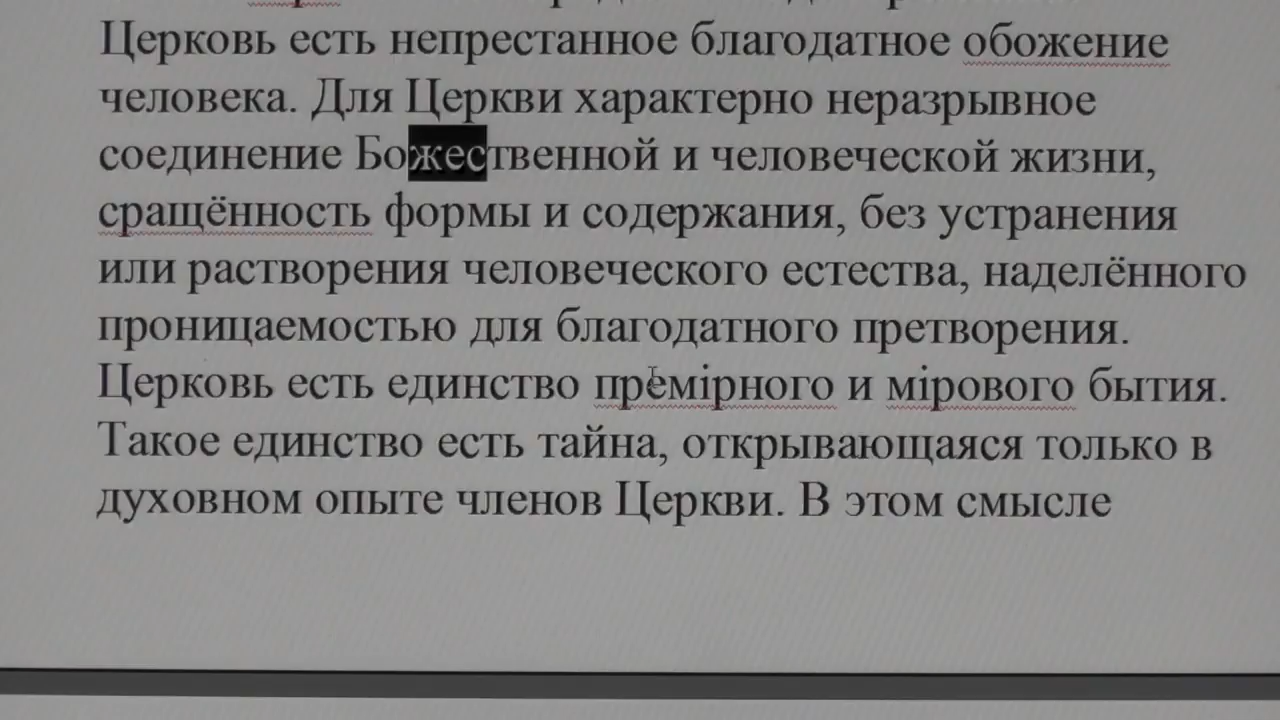 Церковь есть непрестанное благодатное обожение
человека. Для Церкви характерно неразрывное
соединение Божественной и человеческой жизни,
сращённость формы и содержания, без устранения
или растворения человеческого естества, наделённого
проницаемостью для благодатного претворения.
Церковь есть единство премiрного и мiрового бытия.
Такое единство есть тайна, открывающаяся только в
духовном опыте членов Церкви. В этом смысле